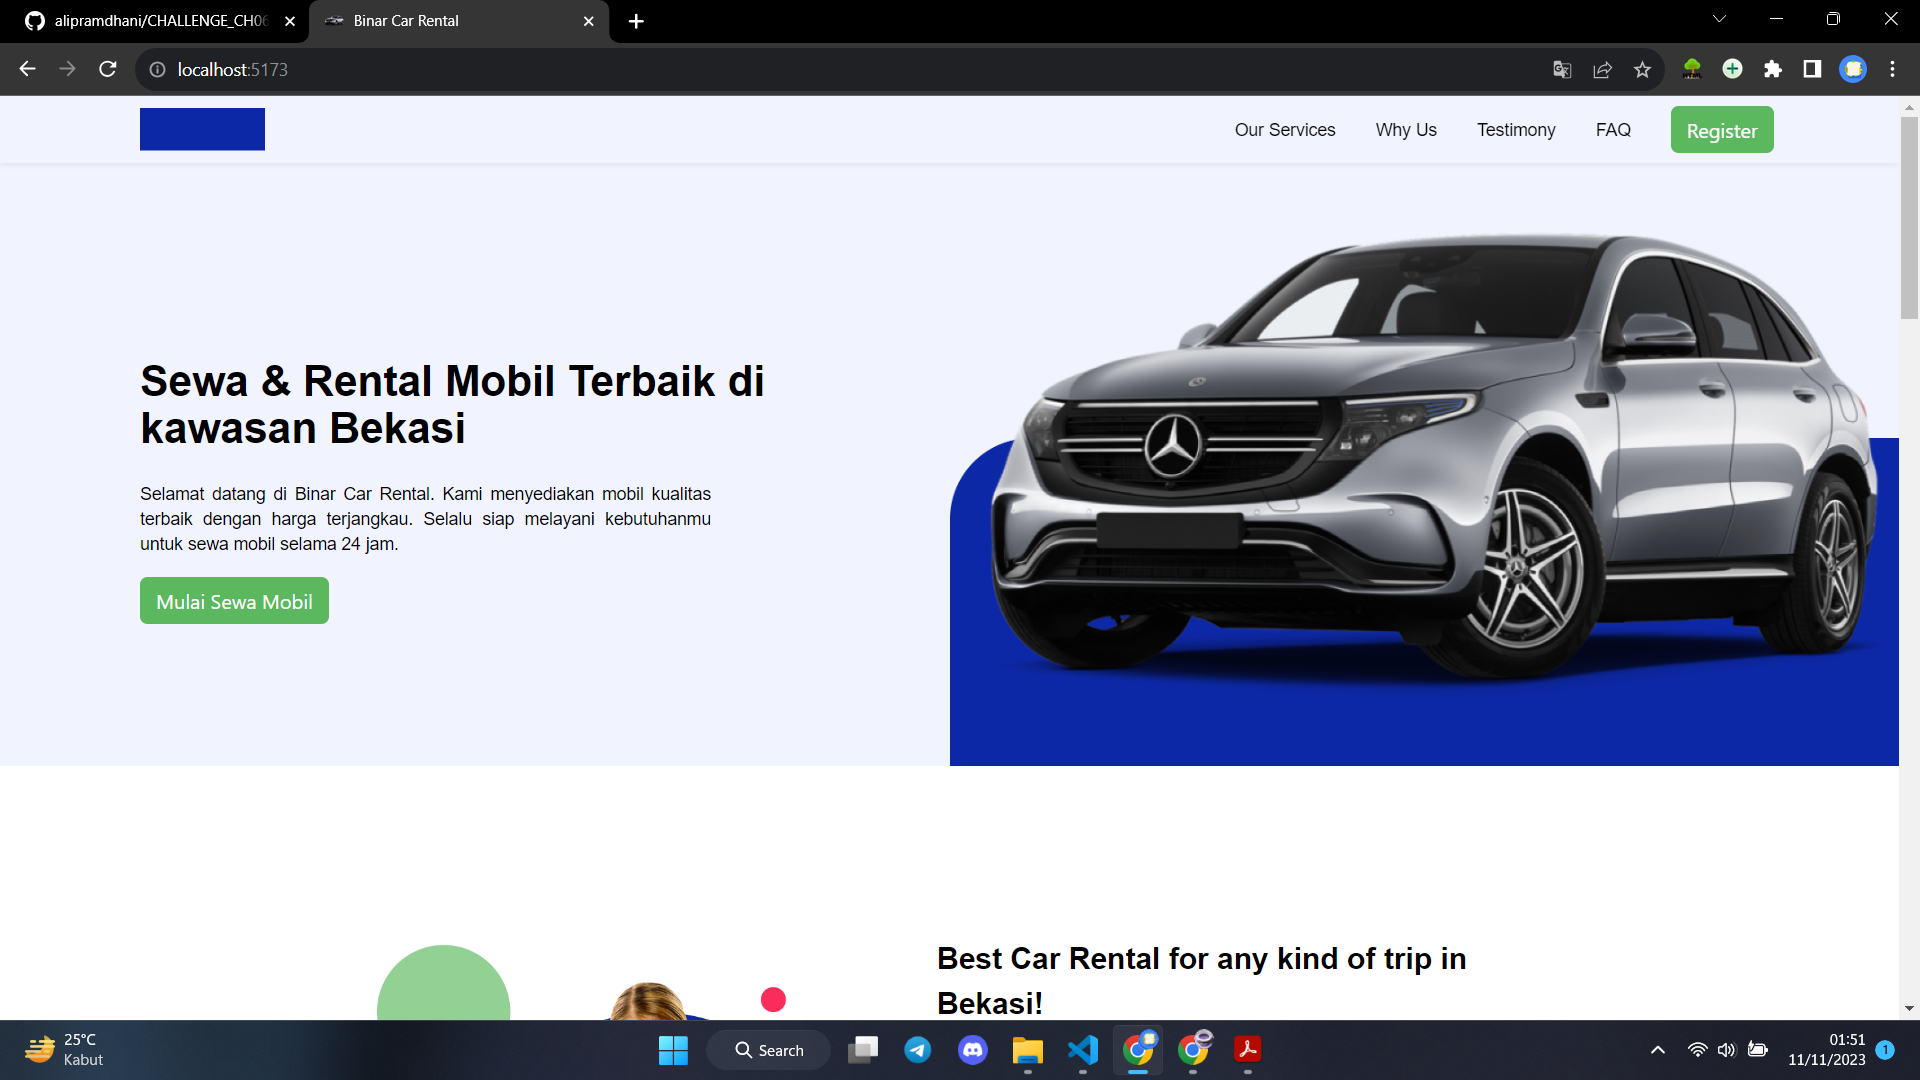 alipramdhani/CHALLENGE_CH06
Binar Car Rental
localhost:5173
Our Services
Why Us
Testimony
FAQ
Register
Sewa & Rental Mobil Terbaik di
kawasan Bekasi
Selamat datang di Binar Car Rental. Kami menyediakan mobil kualitas
terbaik dengan harga terjangkau. Selalu siap melayani kebutuhanmu
untuk sewa mobil selama 24 jam.
Mulai Sewa Mobil
Best Car Rental for any kind of trip in
Bekasi!
25°C
Kabut
Search
01:51
11/11/2023
1